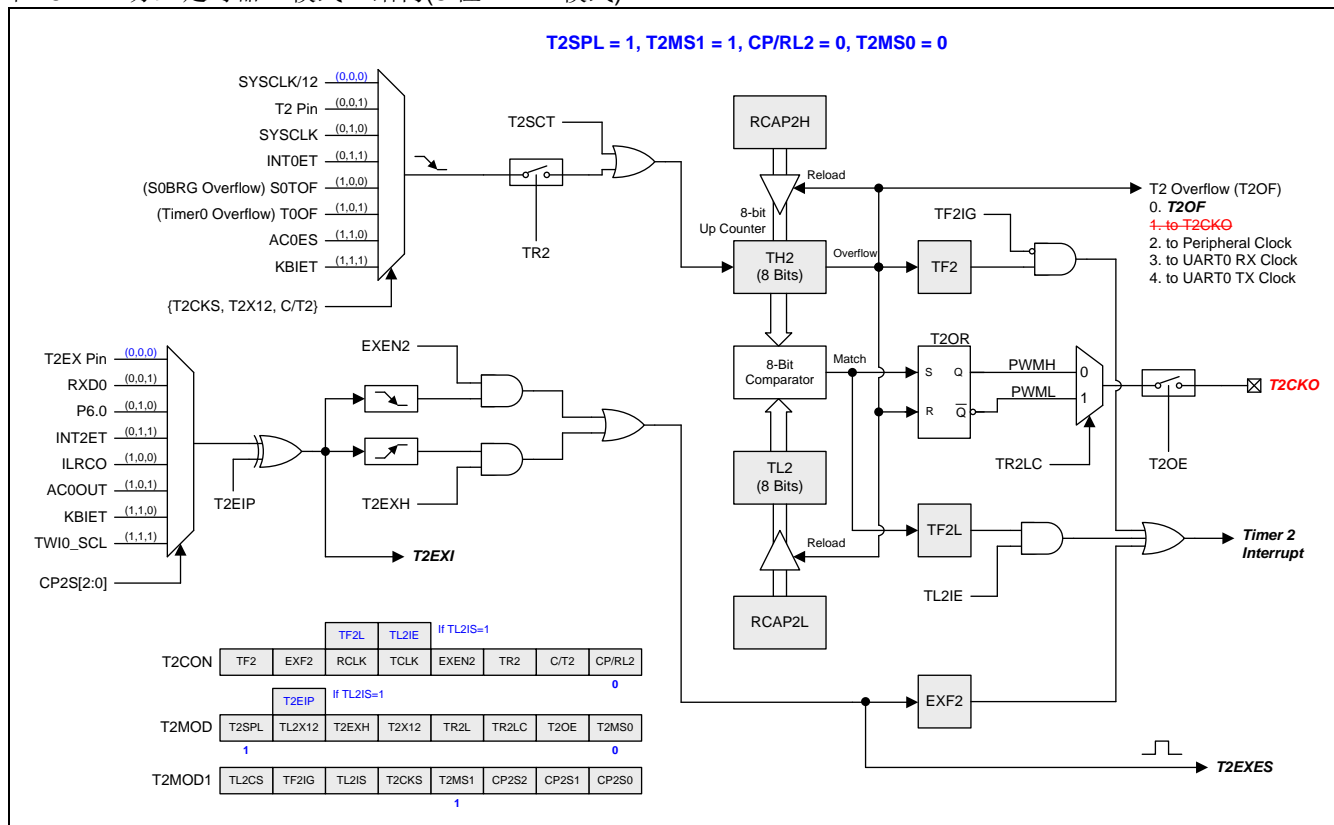 T2SPL = 1, T2MS1 = 1, CP/RL2 = 0, T2MS0 = 0
SYSCLK/12 (0,0,0)
T2 Pin (0,0,1)
SYSCLK (0,1,0)
INT0ET (0,1,1)
(S0BRG Overflow) S0TOF (1,0,0)
(Timer0 Overflow) T0OF (1,0,1)
AC0ES (1,1,0)
KBIET (1,1,1)
{T2CKS, T2X12, C/T2}
T2SCT
TR2
RCAP2H
Reload
8-bit
Up Counter
TH2
(8 Bits)
Overflow
TF2IG
TF2
T2 Overflow (T2OF)
0. T2OF
1. to T2CKO
2. to Peripheral Clock
3. to UART0 RX Clock
4. to UART0 TX Clock
T2EX Pin (0,0,0)
RXD0 (0,0,1)
P6.0 (0,1,0)
INT2ET (0,1,1)
ILRCO (1,0,0)
AC0OUT (1,0,1)
KBIET (1,1,0)
TWI0_SCL (1,1,1)
CP2S[2:0]
T2EIP
EXEN2
T2EXH
T2EXI
8-Bit
Comparator
Match
T2OR
S Q
R Q
PWMH
PWML
0
1
TR2LC
T2OE
T2CKO
TL2
(8 Bits)
Reload
RCAP2L
TF2L
TL2IE
Timer 2
Interrupt
EXF2
T2EXES
TF2L TL2IE If TL2IS=1
T2CON TF2 EXF2 RCLK TCLK EXEN2 TR2 C/T2 CP/RL2
0
T2EIP If TL2IS=1
T2MOD T2SPL TL2X12 T2EXH T2X12 TR2L TR2LC T2OE T2MS0
1 0
T2MOD1 TL2CS TF2IG TL2IS T2CKS T2MS1 CP2S2 CP2S1 CP2S0
1